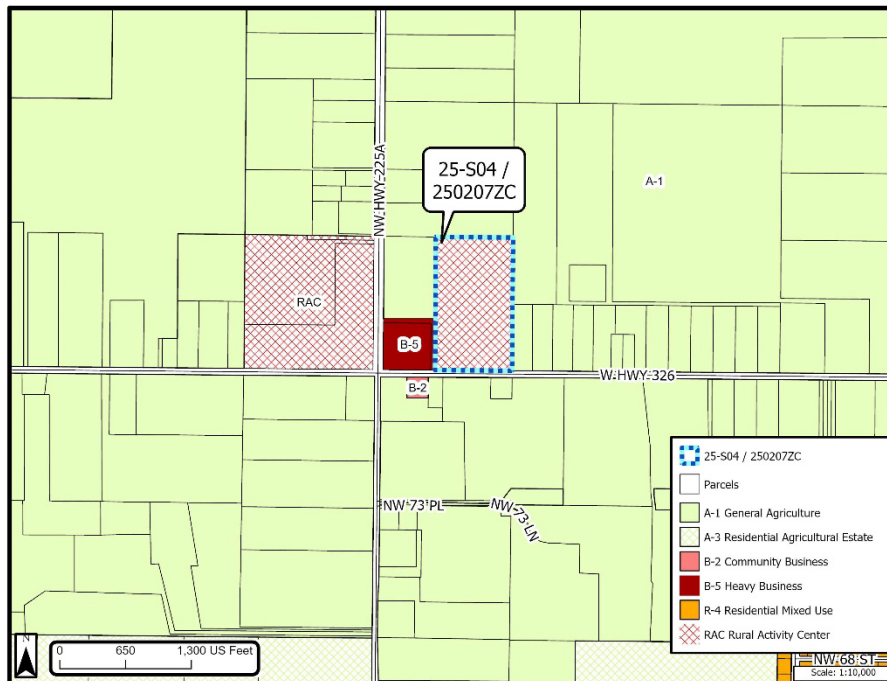 25-S04 /
250207ZC
NW HWY 225A
A-1
RAC
B-5
W HWY 326
B-2
NW 73 PL
NW 73 LN
25-S04 / 250207ZC
Parcels
A-1 General Agriculture
A-3 Residential Agricultural Estate
B-2 Community Business
B-5 Heavy Business
R-4 Residential Mixed Use
RAC Rural Activity Center
N
0 650 1,300 US Feet
NW 68 ST
Scale: 1:10,000